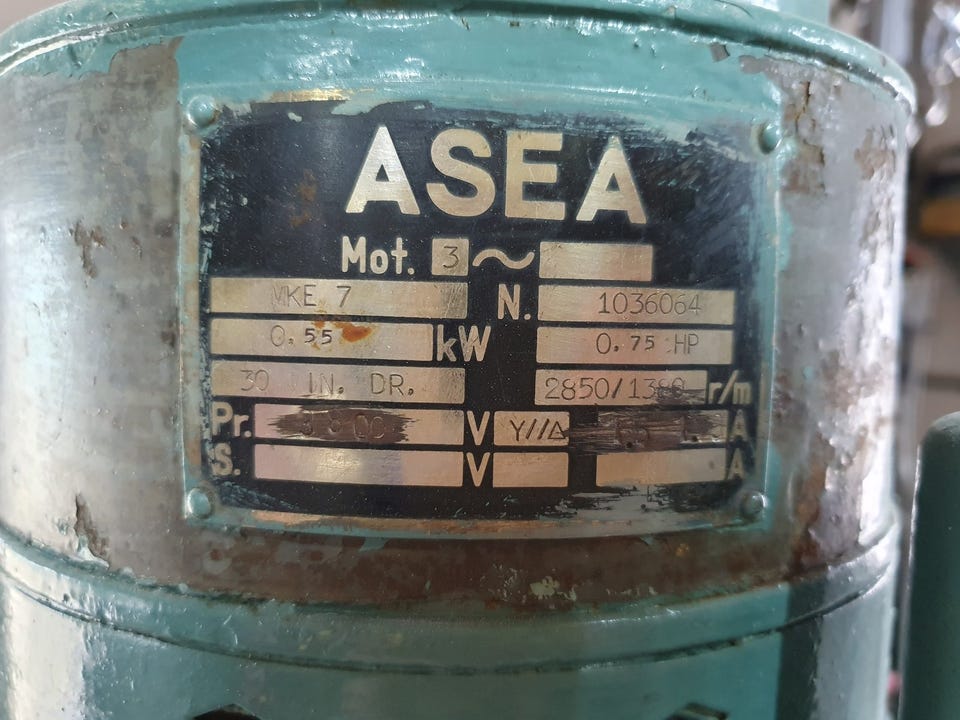 ASEA
Mot. 3 ~
MKE 7 N. 1036064
0.55 kW 0.75 HP
30 IN. DR. 2850/1380 r/m
Pr. V Y//△ A
S. V A